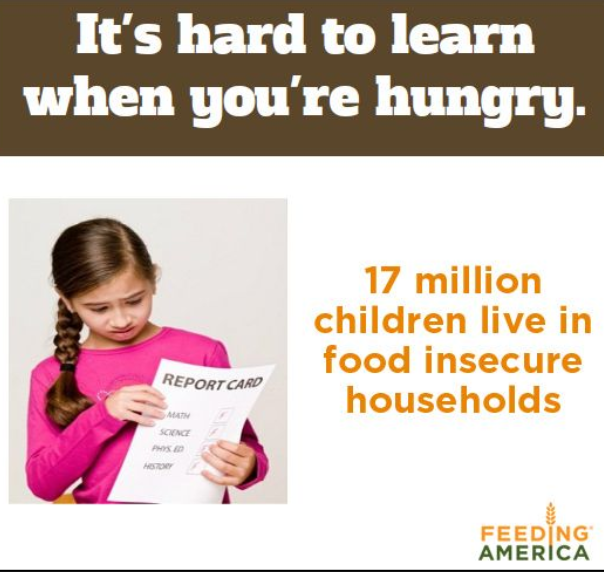 It's hard to learn
when you're hungry.
REPORT CARD
MATH
SCIENCE
PHYS. ED
HISTORY
17 million
children live in
food insecure
households
FEEDING®
AMERICA